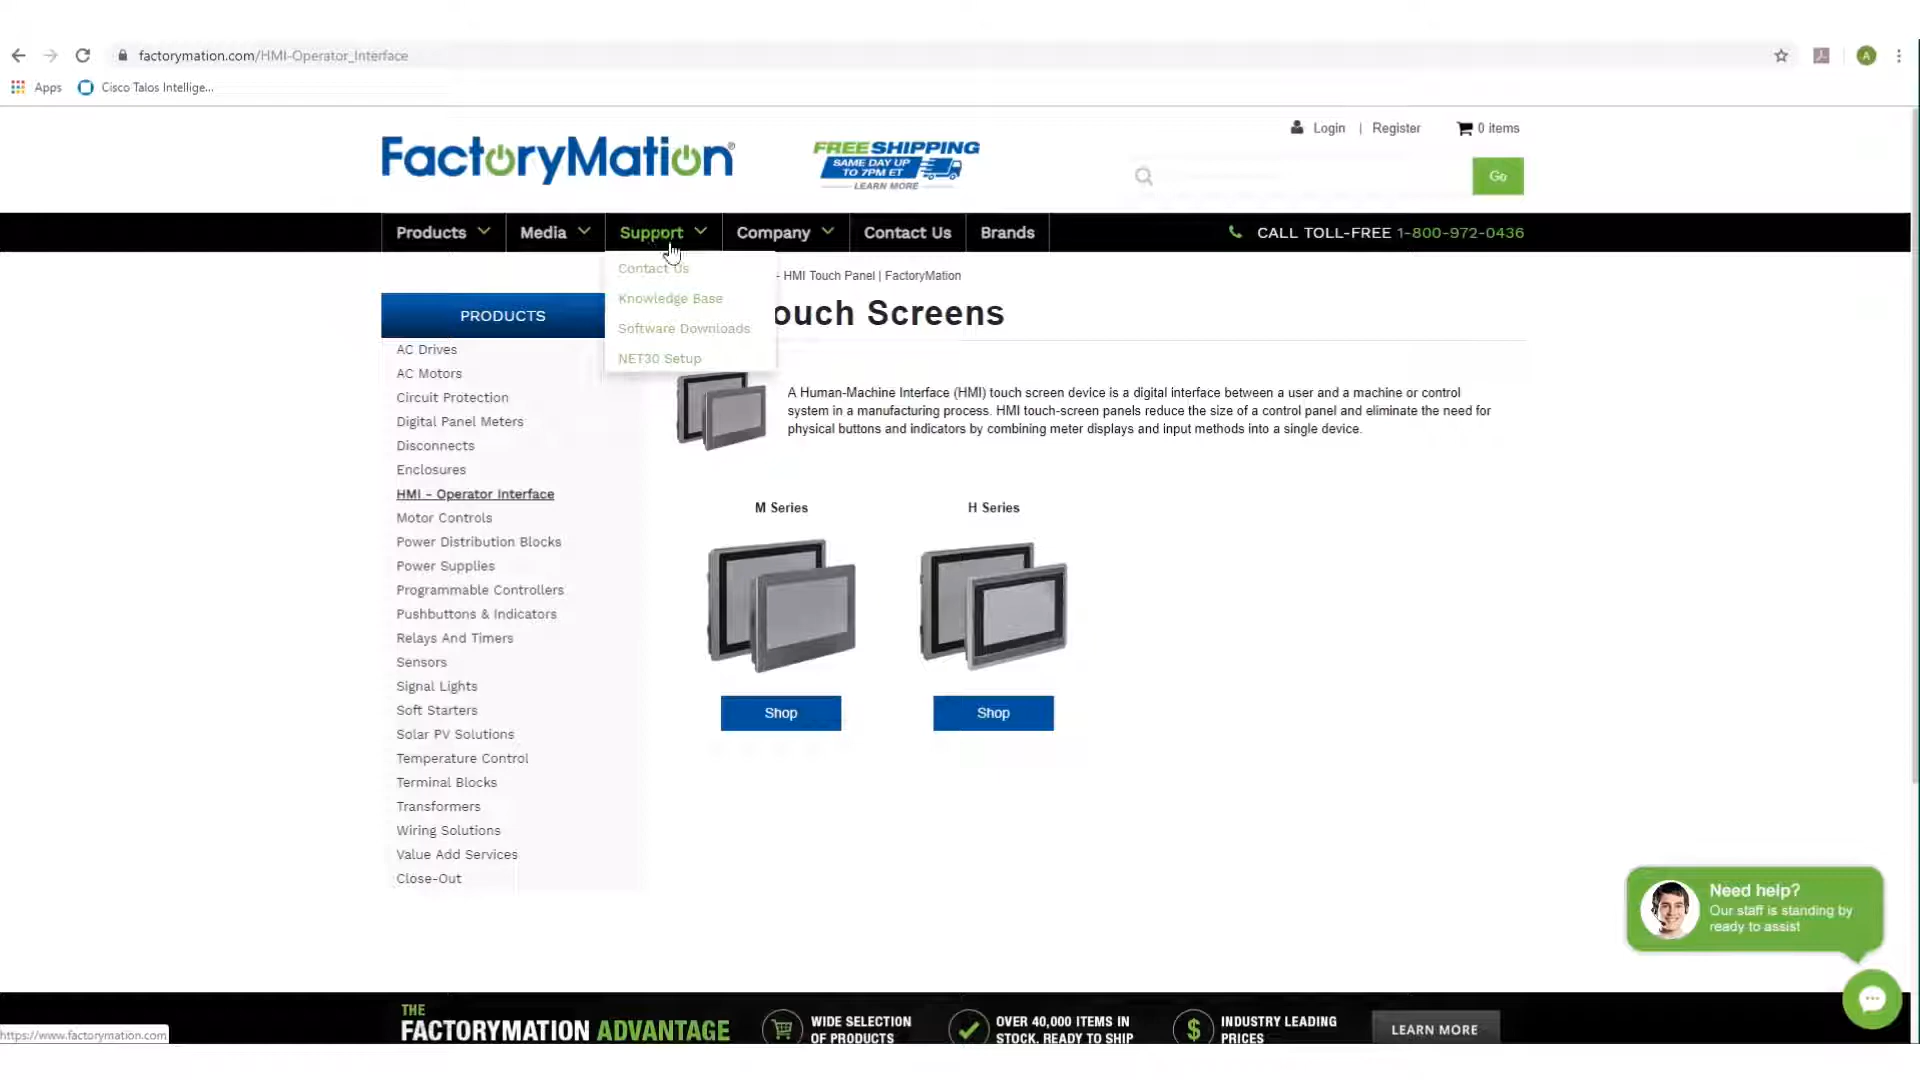 factorymation.com/HMI-Operator_Interface
A
Apps
Cisco Talos Intellige...
Login | Register
0 items
FactoryMation®
FREE SHIPPING
SAME DAY UP
TO 7PM ET
LEARN MORE
Go
Products
Media
Support
Company
Contact Us
Brands
CALL TOLL-FREE 1-800-972-0436
Contact Us
Knowledge Base
Software Downloads
NET30 Setup
- HMI Touch Panel | FactoryMation
ouch Screens
PRODUCTS
AC Drives
AC Motors
Circuit Protection
Digital Panel Meters
Disconnects
Enclosures
HMI - Operator Interface
Motor Controls
Power Distribution Blocks
Power Supplies
Programmable Controllers
Pushbuttons & Indicators
Relays And Timers
Sensors
Signal Lights
Soft Starters
Solar PV Solutions
Temperature Control
Terminal Blocks
Transformers
Wiring Solutions
Value Add Services
Close-Out
A Human-Machine Interface (HMI) touch screen device is a digital interface between a user and a machine or control
system in a manufacturing process. HMI touch-screen panels reduce the size of a control panel and eliminate the need for
physical buttons and indicators by combining meter displays and input methods into a single device.
M Series
H Series
Shop
Shop
Need help?
Our staff is standing by
ready to assist
THE
FACTORYMATION ADVANTAGE
WIDE SELECTION
OF PRODUCTS
OVER 40,000 ITEMS IN
STOCK, READY TO SHIP
$
INDUSTRY LEADING
PRICES
LEARN MORE
https://www.factorymation.com